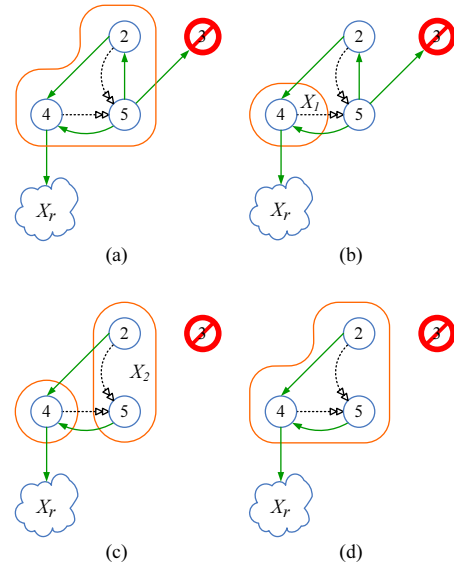 2 3 2 3
4 5 4 X₁ 5
Xᵣ Xᵣ
(a) (b)
2 3 2 3
X₂
4 5 4 5
Xᵣ Xᵣ
(c) (d)